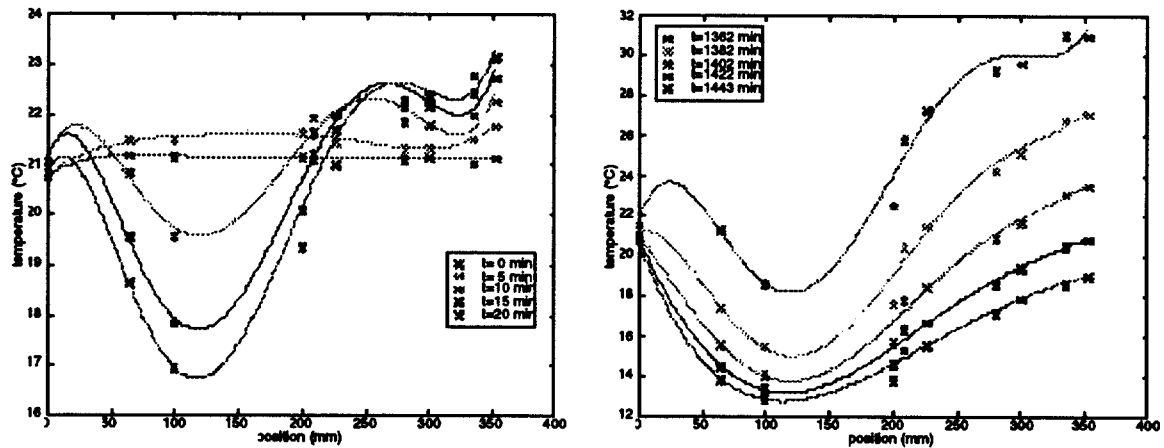 24
23
22
21
20
19
18
17
16
temperature (°C)
0 50 100 150 200 250 300 350 400
position (mm)
t= 0 min
t= 5 min
t=10 min
t=15 min
t=20 min
32
30
28
26
24
22
20
18
16
14
12
temperature (°C)
50 100 150 200 250 300 350 400
position (mm)
t=1362 min
t=1382 min
t=1402 min
t=1422 min
t=1443 min